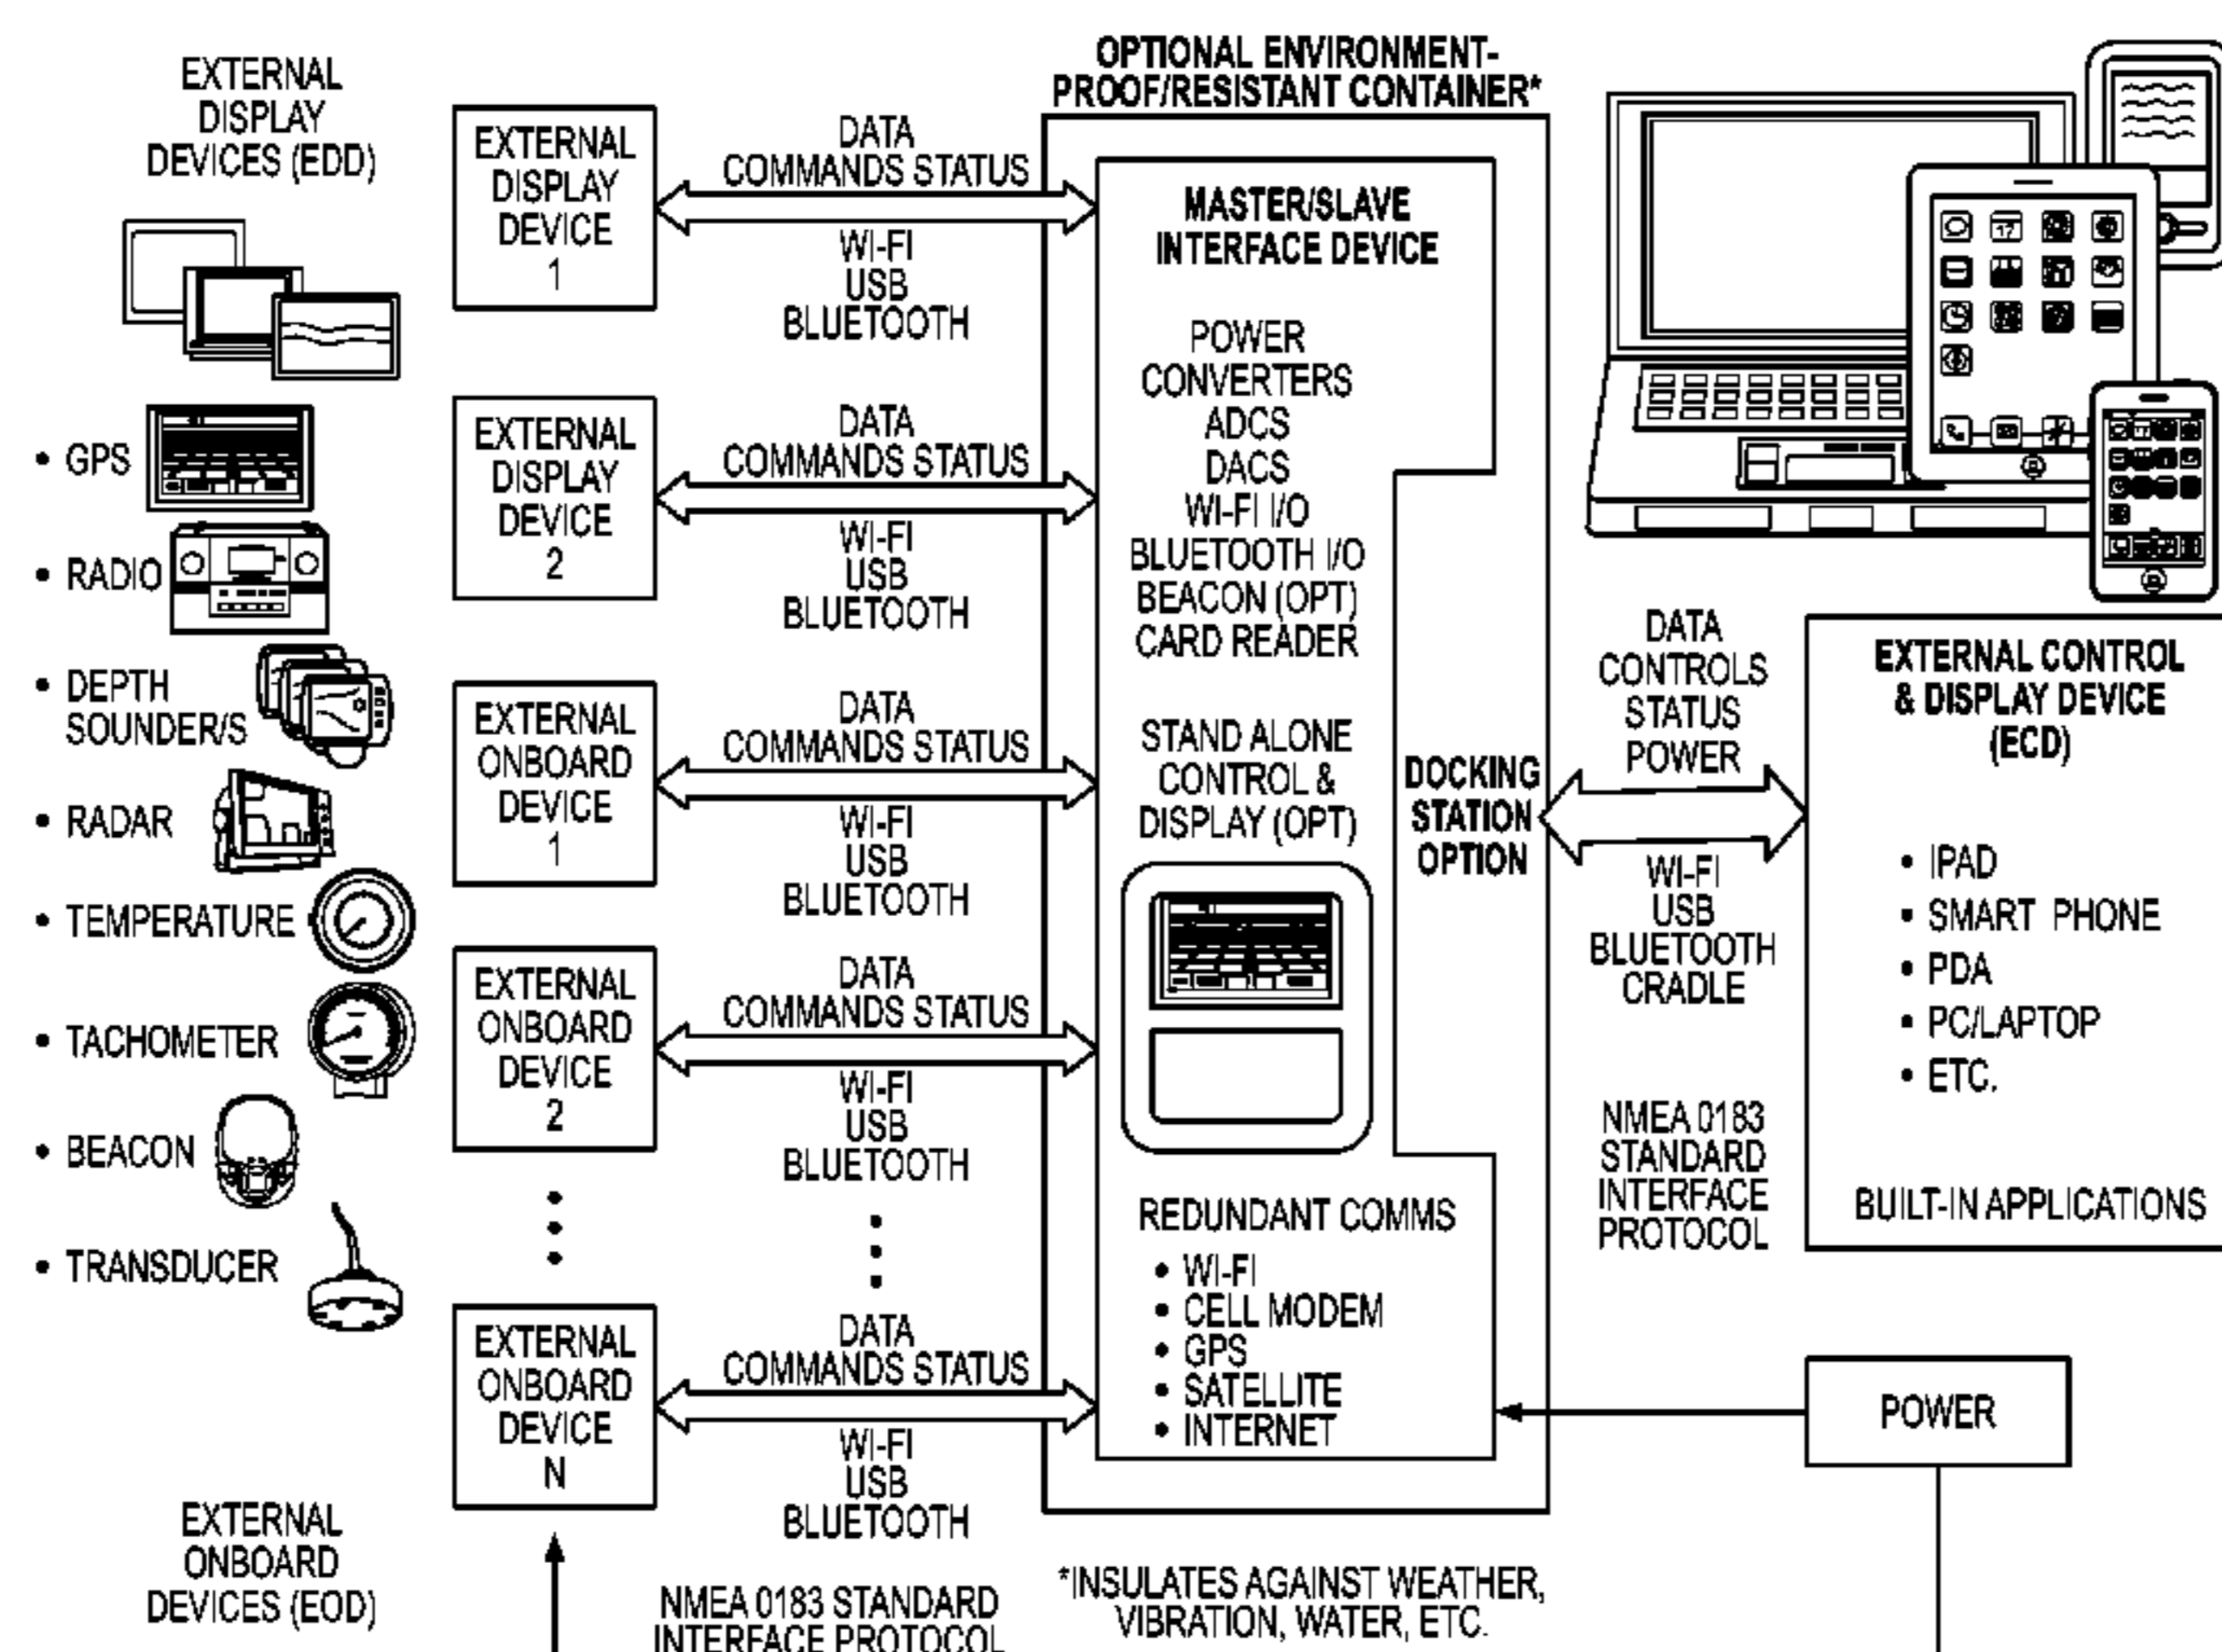 EXTERNAL
DISPLAY
DEVICES (EDD)
• GPS
• RADIO
• DEPTH
SOUNDER/S
• RADAR
• TEMPERATURE
• TACHOMETER
• BEACON
• TRANSDUCER
EXTERNAL
ONBOARD
DEVICES (EOD)
EXTERNAL
DISPLAY
DEVICE
1
EXTERNAL
DISPLAY
DEVICE
2
EXTERNAL
ONBOARD
DEVICE
1
EXTERNAL
ONBOARD
DEVICE
2
EXTERNAL
ONBOARD
DEVICE
N
DATA
COMMANDS STATUS
WI-FI
USB
BLUETOOTH
DATA
COMMANDS STATUS
WI-FI
USB
BLUETOOTH
DATA
COMMANDS STATUS
WI-FI
USB
BLUETOOTH
DATA
COMMANDS STATUS
WI-FI
USB
BLUETOOTH
DATA
COMMANDS STATUS
WI-FI
USB
BLUETOOTH
NMEA 0183 STANDARD
INTERFACE PROTOCOL
OPTIONAL ENVIRONMENT-
PROOF/RESISTANT CONTAINER*
MASTER/SLAVE
INTERFACE DEVICE
POWER
CONVERTERS
ADCS
DACS
WI-FI I/O
BLUETOOTH I/O
BEACON (OPT)
CARD READER
STAND ALONE
CONTROL &
DISPLAY (OPT)
REDUNDANT COMMS
• WI-FI
• CELL MODEM
• GPS
• SATELLITE
• INTERNET
DOCKING
STATION
OPTION
*INSULATES AGAINST WEATHER,
VIBRATION, WATER, ETC.
17
DATA
CONTROLS
STATUS
POWER
WI-FI
USB
BLUETOOTH
CRADLE
NMEA 0183
STANDARD
INTERFACE
PROTOCOL
EXTERNAL CONTROL
& DISPLAY DEVICE
(ECD)
• IPAD
• SMART PHONE
• PDA
• PC/LAPTOP
• ETC.
BUILT-IN APPLICATIONS
POWER